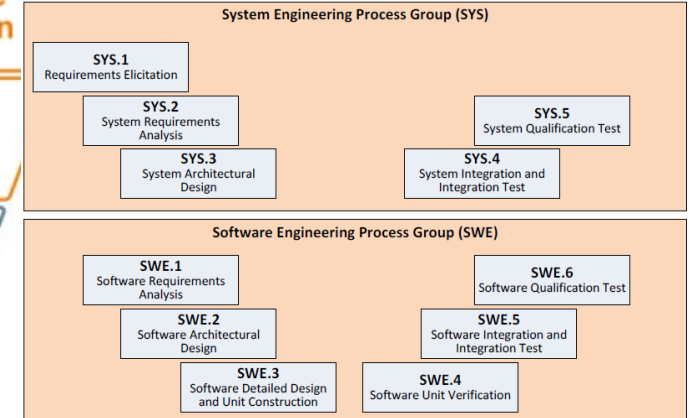 System Engineering Process Group (SYS)
SYS.1
Requirements Elicitation
SYS.2
System Requirements
Analysis
SYS.3
System Architectural
Design
SYS.5
System Qualification Test
SYS.4
System Integration and
Integration Test
Software Engineering Process Group (SWE)
SWE.1
Software Requirements
Analysis
SWE.2
Software Architectural
Design
SWE.3
Software Detailed Design
and Unit Construction
SWE.6
Software Qualification Test
SWE.5
Software Integration and
Integration Test
SWE.4
Software Unit Verification